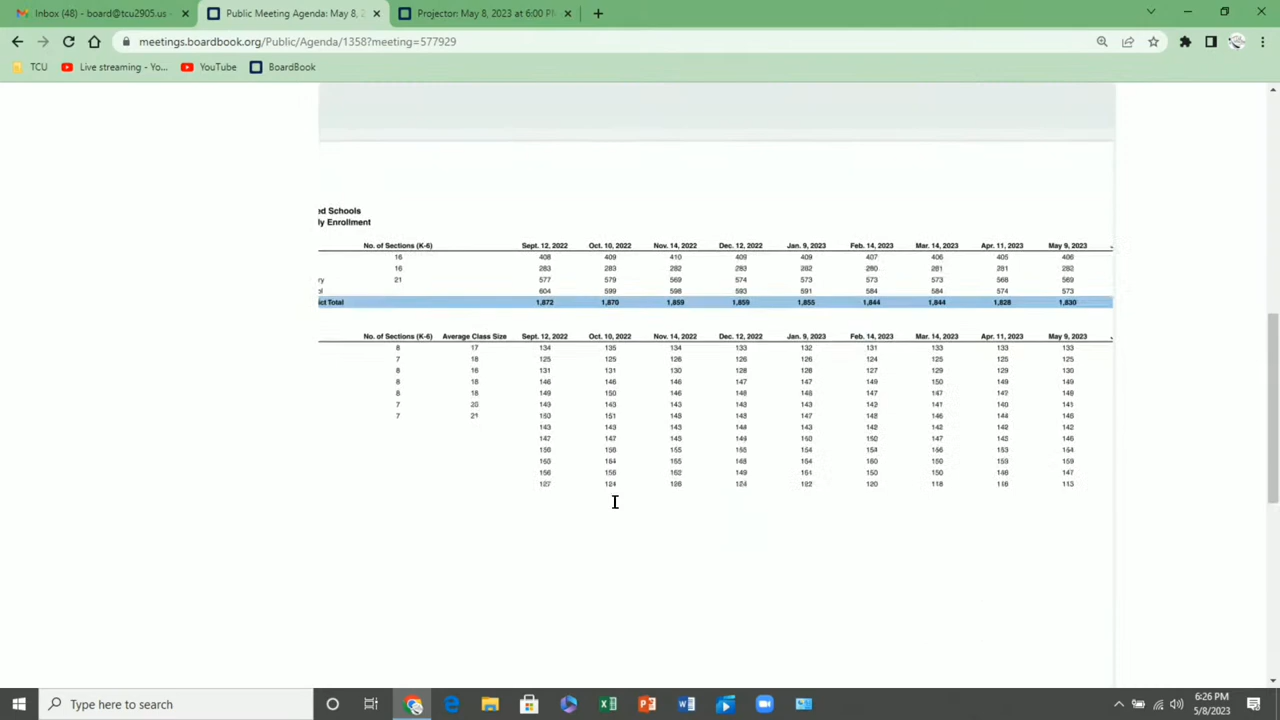 Inbox (48) - board@tcu2905.us -
Public Meeting Agenda: May 8, 2
Projector: May 8, 2023 at 6:00 PM
meetings.boardbook.org/Public/Agenda/1358?meeting=577929
TCU
Live streaming - Yo...
YouTube
BoardBook
ed Schools
ly Enrollment
No. of Sections (K-6) Sept. 12, 2022 Oct. 10, 2022 Nov. 14, 2022 Dec. 12, 2022 Jan. 9, 2023 Feb. 14, 2023 Mar. 14, 2023 Apr. 11, 2023 May 9, 2023
16 408 409 410 409 409 407 406 405 406
16 283 283 282 283 282 280 281 281 282
ry 21 577 579 569 574 573 573 573 568 569
ol 604 599 598 593 591 584 584 574 573
ict Total 1,872 1,870 1,859 1,859 1,855 1,844 1,844 1,828 1,830
No. of Sections (K-6) Average Class Size Sept. 12, 2022 Oct. 10, 2022 Nov. 14, 2022 Dec. 12, 2022 Jan. 9, 2023 Feb. 14, 2023 Mar. 14, 2023 Apr. 11, 2023 May 9, 2023
8 17 134 135 134 133 132 131 133 133 133
7 18 125 125 126 126 126 124 125 125 125
8 16 131 131 130 128 128 127 129 129 130
8 18 146 146 146 147 147 149 150 149 149
8 18 149 150 146 148 146 147 147 147 148
7 20 143 143 143 143 142 141 140 141
7 21 150 151 148 148 147 148 146 144 146
143 143 145 144 143 142 142 142 142
147 147 145 149 150 150 147 145 146
156 156 155 155 154 154 156 153 154
164 155 150 159
156 156 149 150 150 147
127 124 126 124 122 120 118 116 113
Type here to search
6:26 PM
5/8/2023